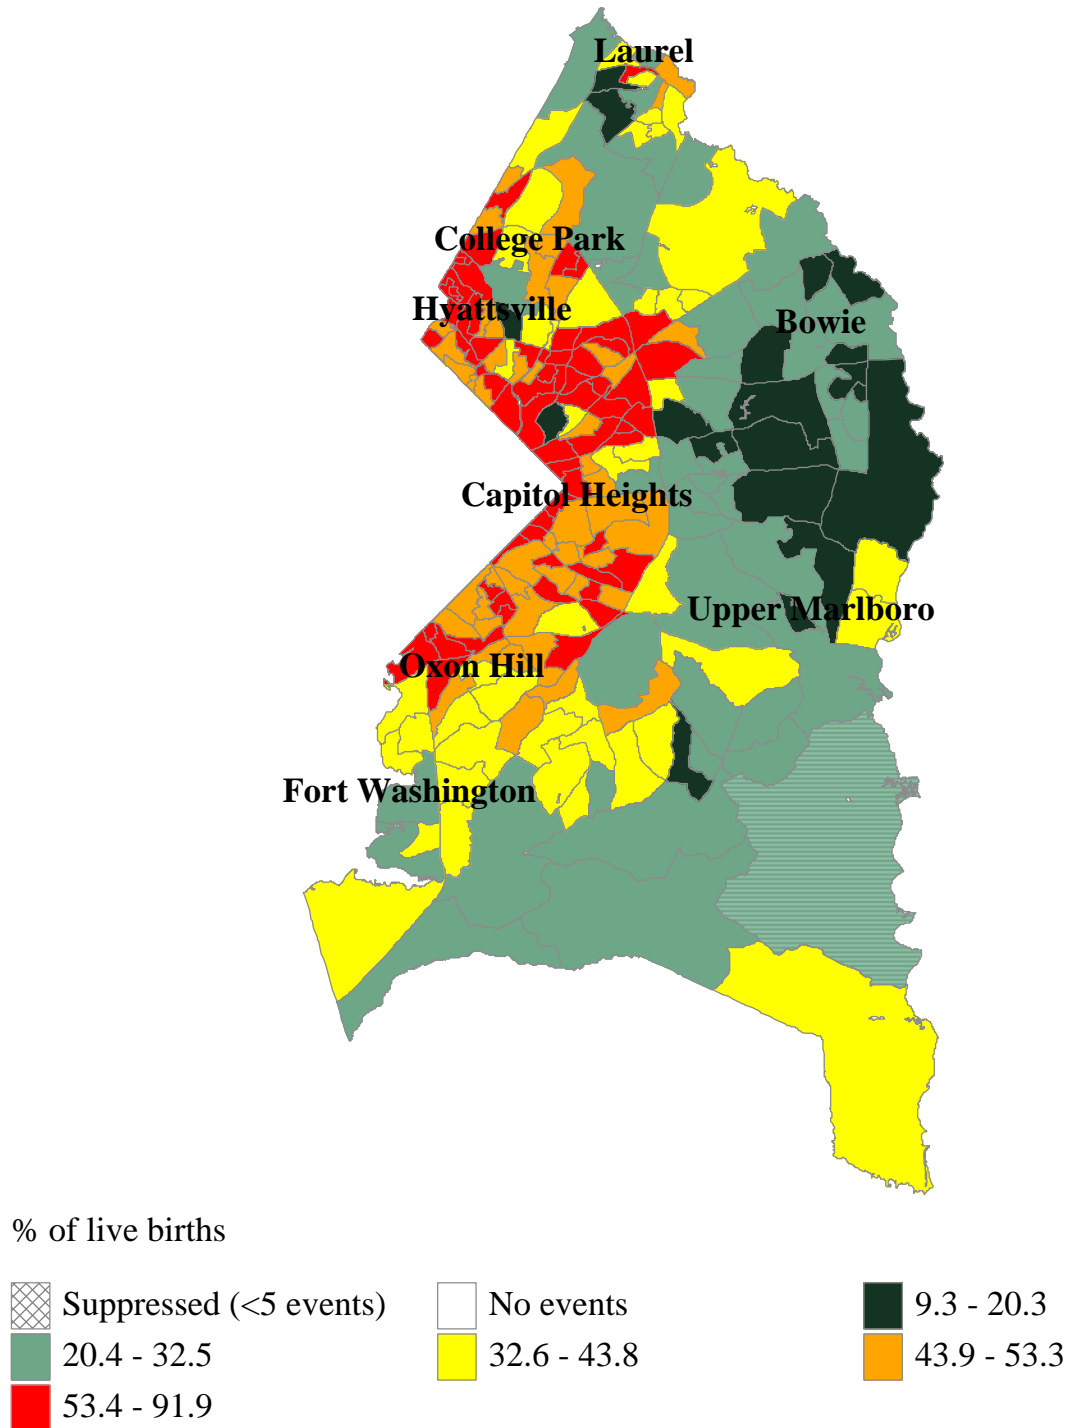 Laurel
College Park
Hyattsville
Bowie
Capitol Heights
Upper Marlboro
Oxon Hill
Fort Washington
% of live births
Suppressed (<5 events) No events 9.3 - 20.3
20.4 - 32.5 32.6 - 43.8 43.9 - 53.3
53.4 - 91.9